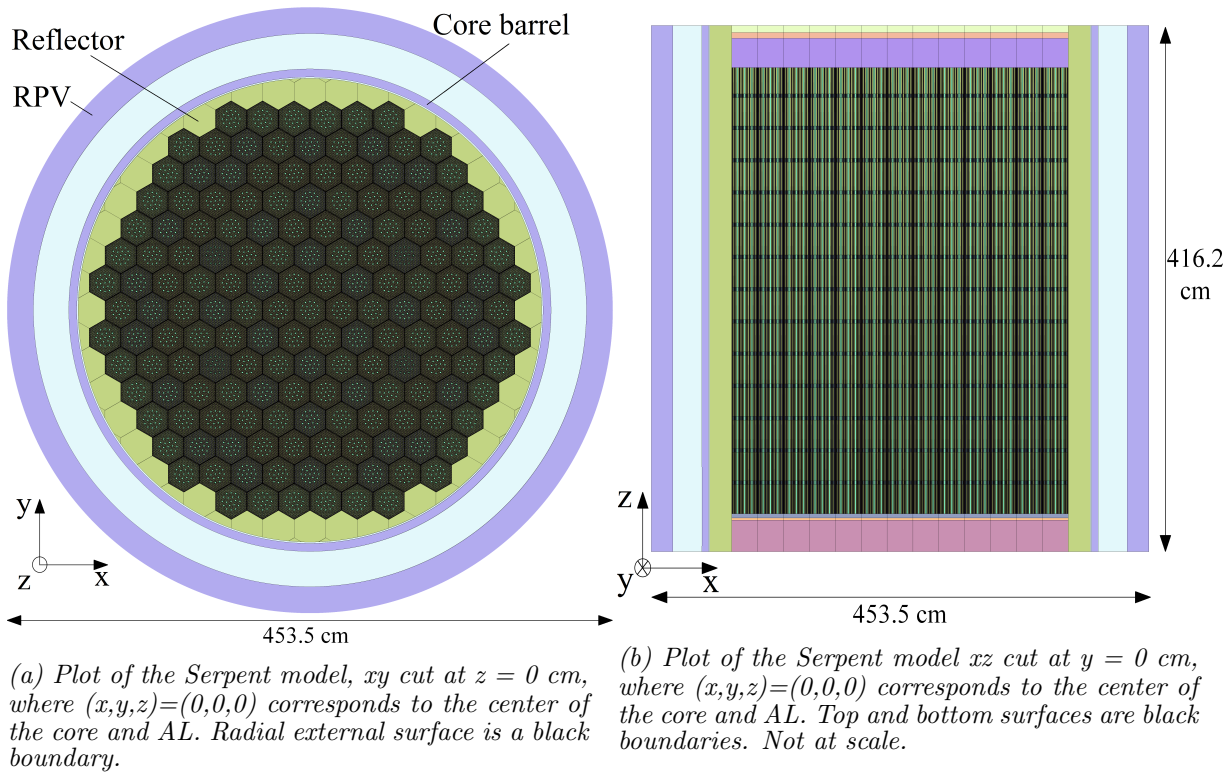 Reflector
Core barrel
RPV
y
z
x
453.5 cm
(a) Plot of the Serpent model, xy cut at z = 0 cm,
where (x,y,z)=(0,0,0) corresponds to the center of
the core and AL. Radial external surface is a black
boundary.
416.2
cm
z
y
x
453.5 cm
(b) Plot of the Serpent model xz cut at y = 0 cm,
where (x,y,z)=(0,0,0) corresponds to the center of
the core and AL. Top and bottom surfaces are black
boundaries. Not at scale.